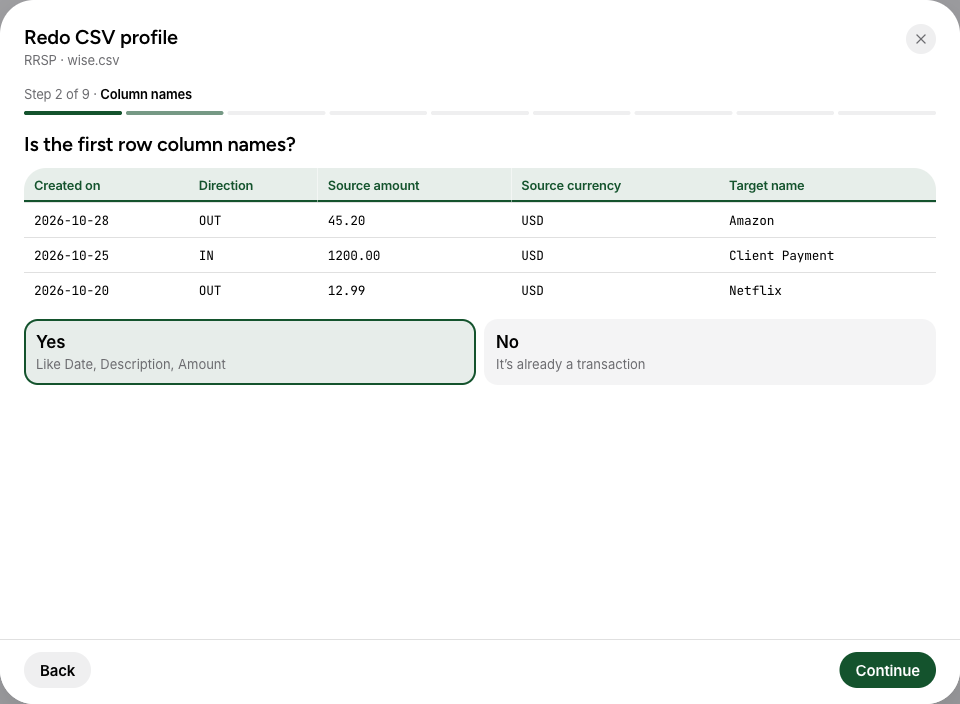 Redo CSV profile
RRSP · wise.csv
Step 2 of 9 · Column names
Is the first row column names?
Created on Direction Source amount Source currency Target name
2026-10-28 OUT 45.20 USD Amazon
2026-10-25 IN 1200.00 USD Client Payment
2026-10-20 OUT 12.99 USD Netflix
Yes No
Like Date, Description, Amount It’s already a transaction
Back Continue